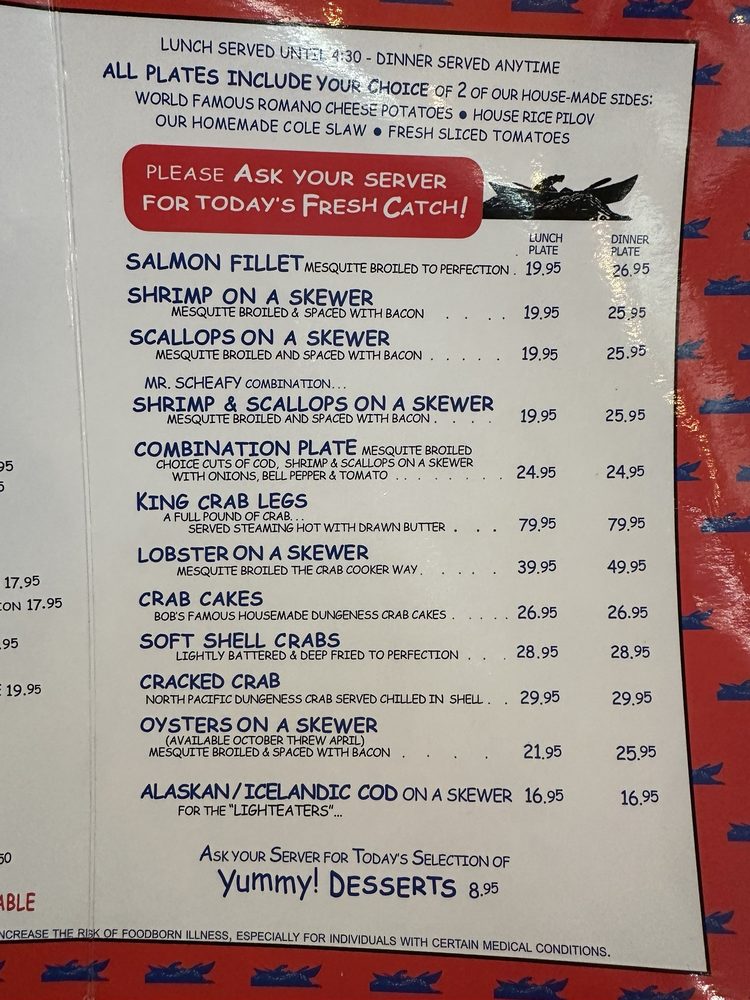 LUNCH SERVED UNTIL 4:30 - DINNER SERVED ANYTIME
ALL PLATES INCLUDE YOUR CHOICE OF 2 OF OUR HOUSE-MADE SIDES:
WORLD FAMOUS ROMANO CHEESE POTATOES • HOUSE RICE PILOV
OUR HOMEMADE COLE SLAW • FRESH SLICED TOMATOES
PLEASE ASK YOUR SERVER
FOR TODAY'S FRESH CATCH!
LUNCH PLATE DINNER PLATE
SALMON FILLET MESQUITE BROILED TO PERFECTION . 19.95 26.95
SHRIMP ON A SKEWER
MESQUITE BROILED & SPACED WITH BACON . . . . 19.95 25.95
SCALLOPS ON A SKEWER
MESQUITE BROILED AND SPACED WITH BACON . . . . . 19.95 25.95
MR. SCHEAFY COMBINATION...
SHRIMP & SCALLOPS ON A SKEWER
MESQUITE BROILED AND SPACED WITH BACON . . . . 19.95 25.95
COMBINATION PLATE MESQUITE BROILED
CHOICE CUTS OF COD, SHRIMP & SCALLOPS ON A SKEWER
WITH ONIONS, BELL PEPPER & TOMATO . . . . . . . . 24.95 24.95
KING CRAB LEGS
A FULL POUND OF CRAB...
SERVED STEAMING HOT WITH DRAWN BUTTER . . . 79.95 79.95
LOBSTER ON A SKEWER
MESQUITE BROILED THE CRAB COOKER WAY . . . . . 39.95 49.95
CRAB CAKES
BOB'S FAMOUS HOUSEMADE DUNGENESS CRAB CAKES . . . . . 26.95 26.95
SOFT SHELL CRABS
LIGHTLY BATTERED & DEEP FRIED TO PERFECTION . . . 28.95 28.95
CRACKED CRAB
NORTH PACIFIC DUNGENESS CRAB SERVED CHILLED IN SHELL . . 29.95 29.95
OYSTERS ON A SKEWER
(AVAILABLE OCTOBER THREW APRIL)
MESQUITE BROILED & SPACED WITH BACON . . . . 21.95 25.95
ALASKAN/ICELANDIC COD ON A SKEWER 16.95 16.95
FOR THE "LIGHTEATERS"...
ASK YOUR SERVER FOR TODAY'S SELECTION OF
YUMMY! DESSERTS 8.95
NCREASE THE RISK OF FOODBORN ILLNESS, ESPECIALLY FOR INDIVIDUALS WITH CERTAIN MEDICAL CONDITIONS.
95
5
17.95
ION 17.95
.95
E 19.95
50
ABLE